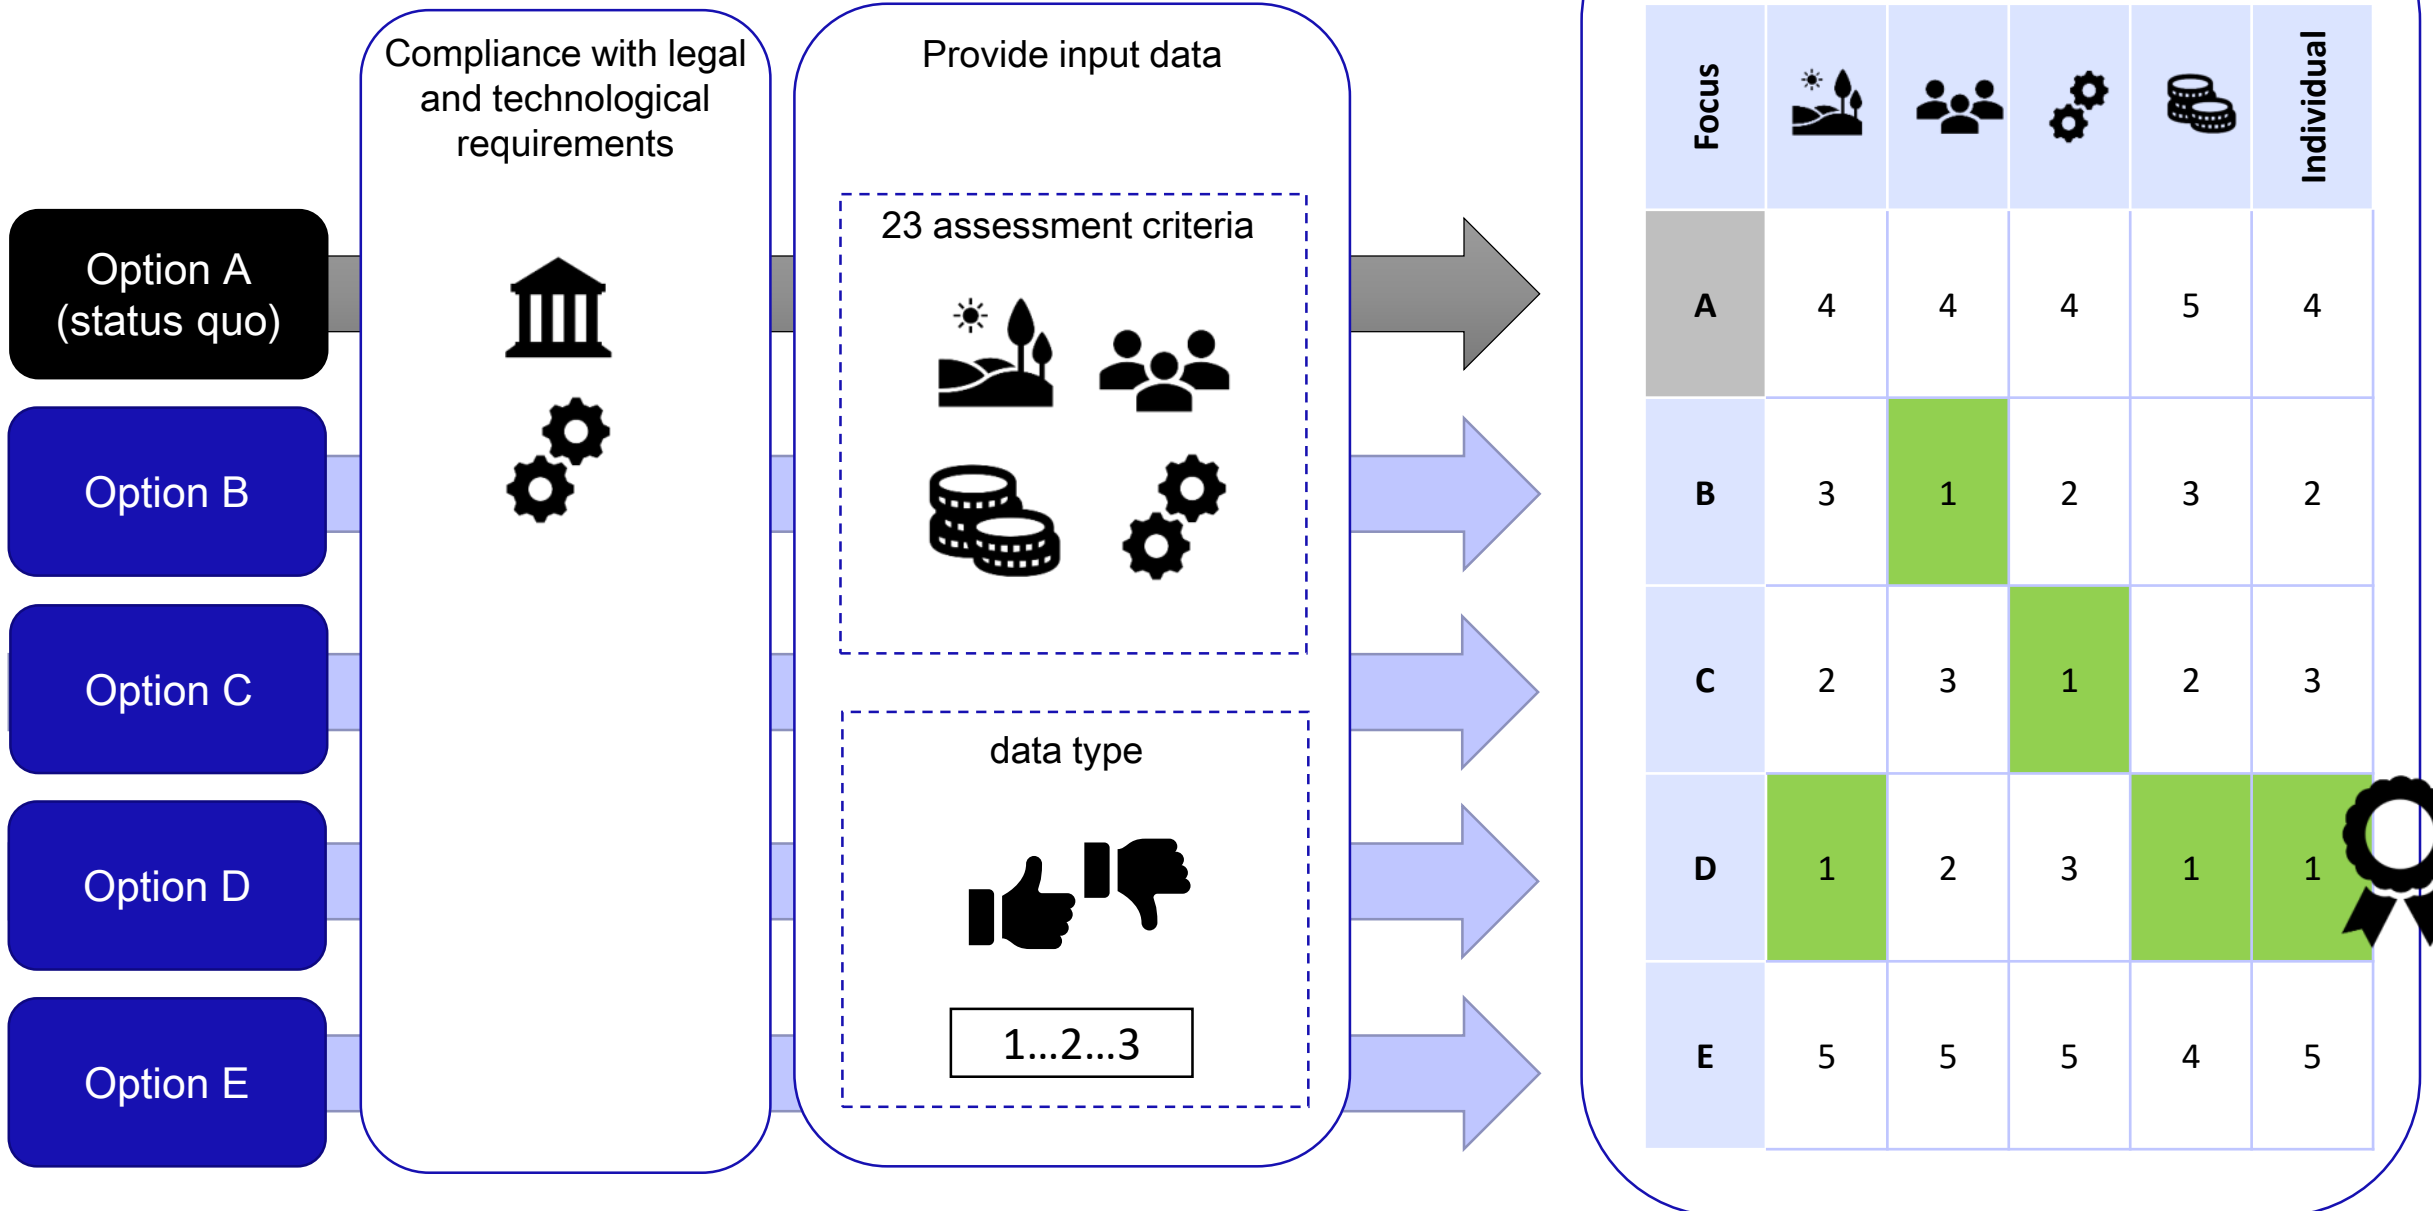 Compliance with legal
and technological
requirements
Provide input data
23 assessment criteria
data type
1...2...3
Option A
(status quo)
Option B
Option C
Option D
Option E
Focus Individual
A 4 4 4 5 4
B 3 1 2 3 2
C 2 3 1 2 3
D 1 2 3 1 1
E 5 5 5 4 5